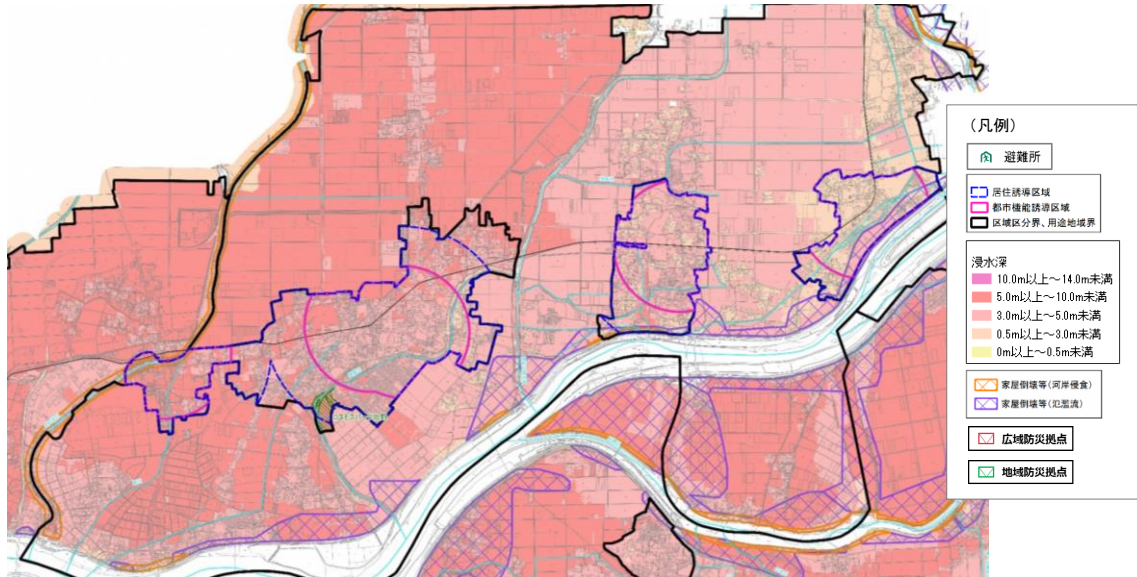 (凡例)
避難所
居住誘導区域
都市機能誘導区域
区域区分界、用途地域界
浸水深
10.0m以上～14.0m未満
5.0m以上～10.0m未満
3.0m以上～5.0m未満
0.5m以上～3.0m未満
0m以上～0.5m未満
家屋倒壊等(河岸侵食)
家屋倒壊等(氾濫流)
広域防災拠点
地域防災拠点